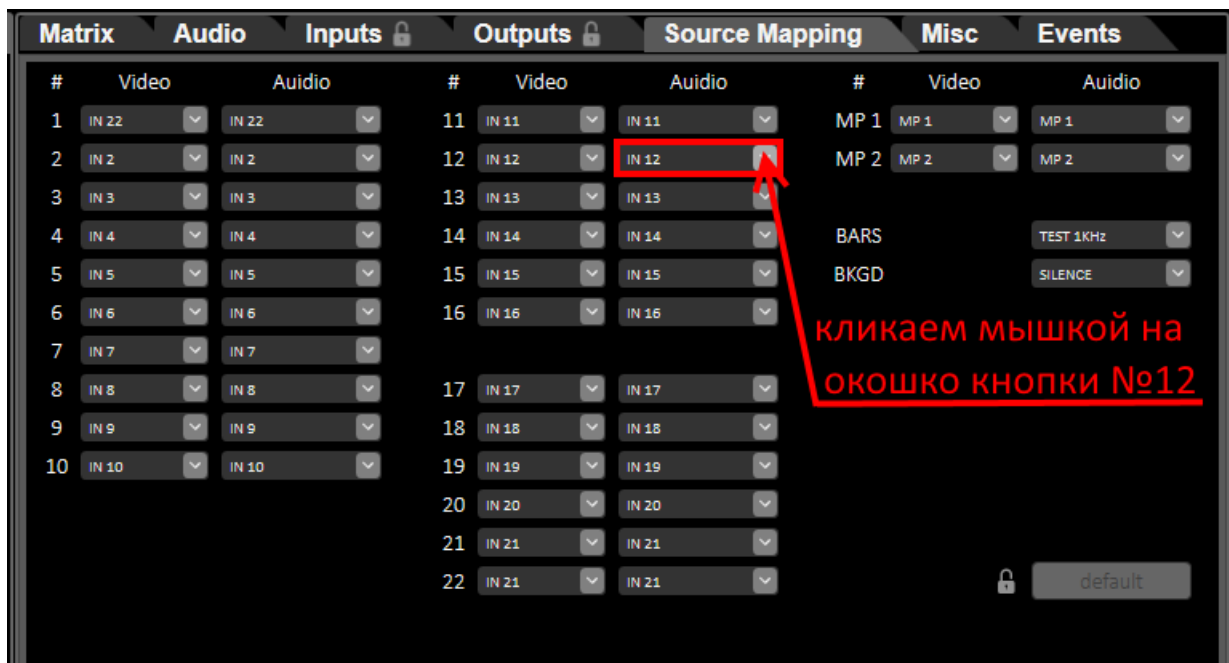 Matrix Audio Inputs Outputs Source Mapping Misc Events
# Video Auidio # Video Auidio # Video Auidio
1 IN 22 IN 22 11 IN 11 IN 11 MP 1 MP 1 MP 1
2 IN 2 IN 2 12 IN 12 IN 12 MP 2 MP 2 MP 2
3 IN 3 IN 3 13 IN 13 IN 13
4 IN 4 IN 4 14 IN 14 IN 14 BARS TEST 1KHz
5 IN 5 IN 5 15 IN 15 IN 15 BKGD SILENCE
6 IN 6 IN 6 16 IN 16 IN 16
кликаем мышкой на
7 IN 7 IN 7
8 IN 8 IN 8 17 IN 17 IN 17
окошко кнопки №12
9 IN 9 IN 9 18 IN 18 IN 18
10 IN 10 IN 10 19 IN 19 IN 19
20 IN 20 IN 20
21 IN 21 IN 21
22 IN 21 IN 21 default